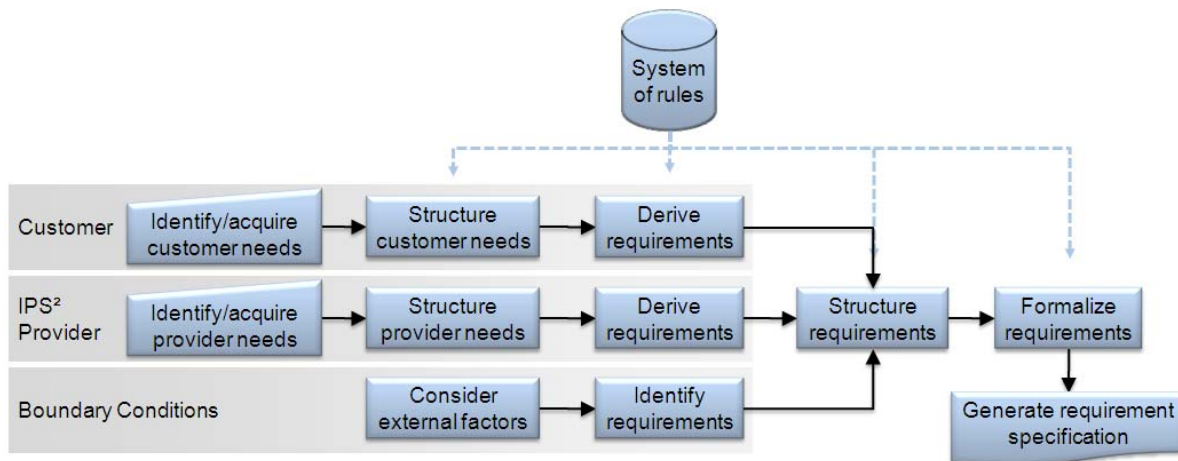 System
of rules
Customer
Identify/acquire
customer needs
Structure
customer needs
Derive
requirements
IPS²
Provider
Identify/acquire
provider needs
Structure
provider needs
Derive
requirements
Structure
requirements
Formalize
requirements
Boundary Conditions
Consider
external factors
Identify
requirements
Generate requirement
specification